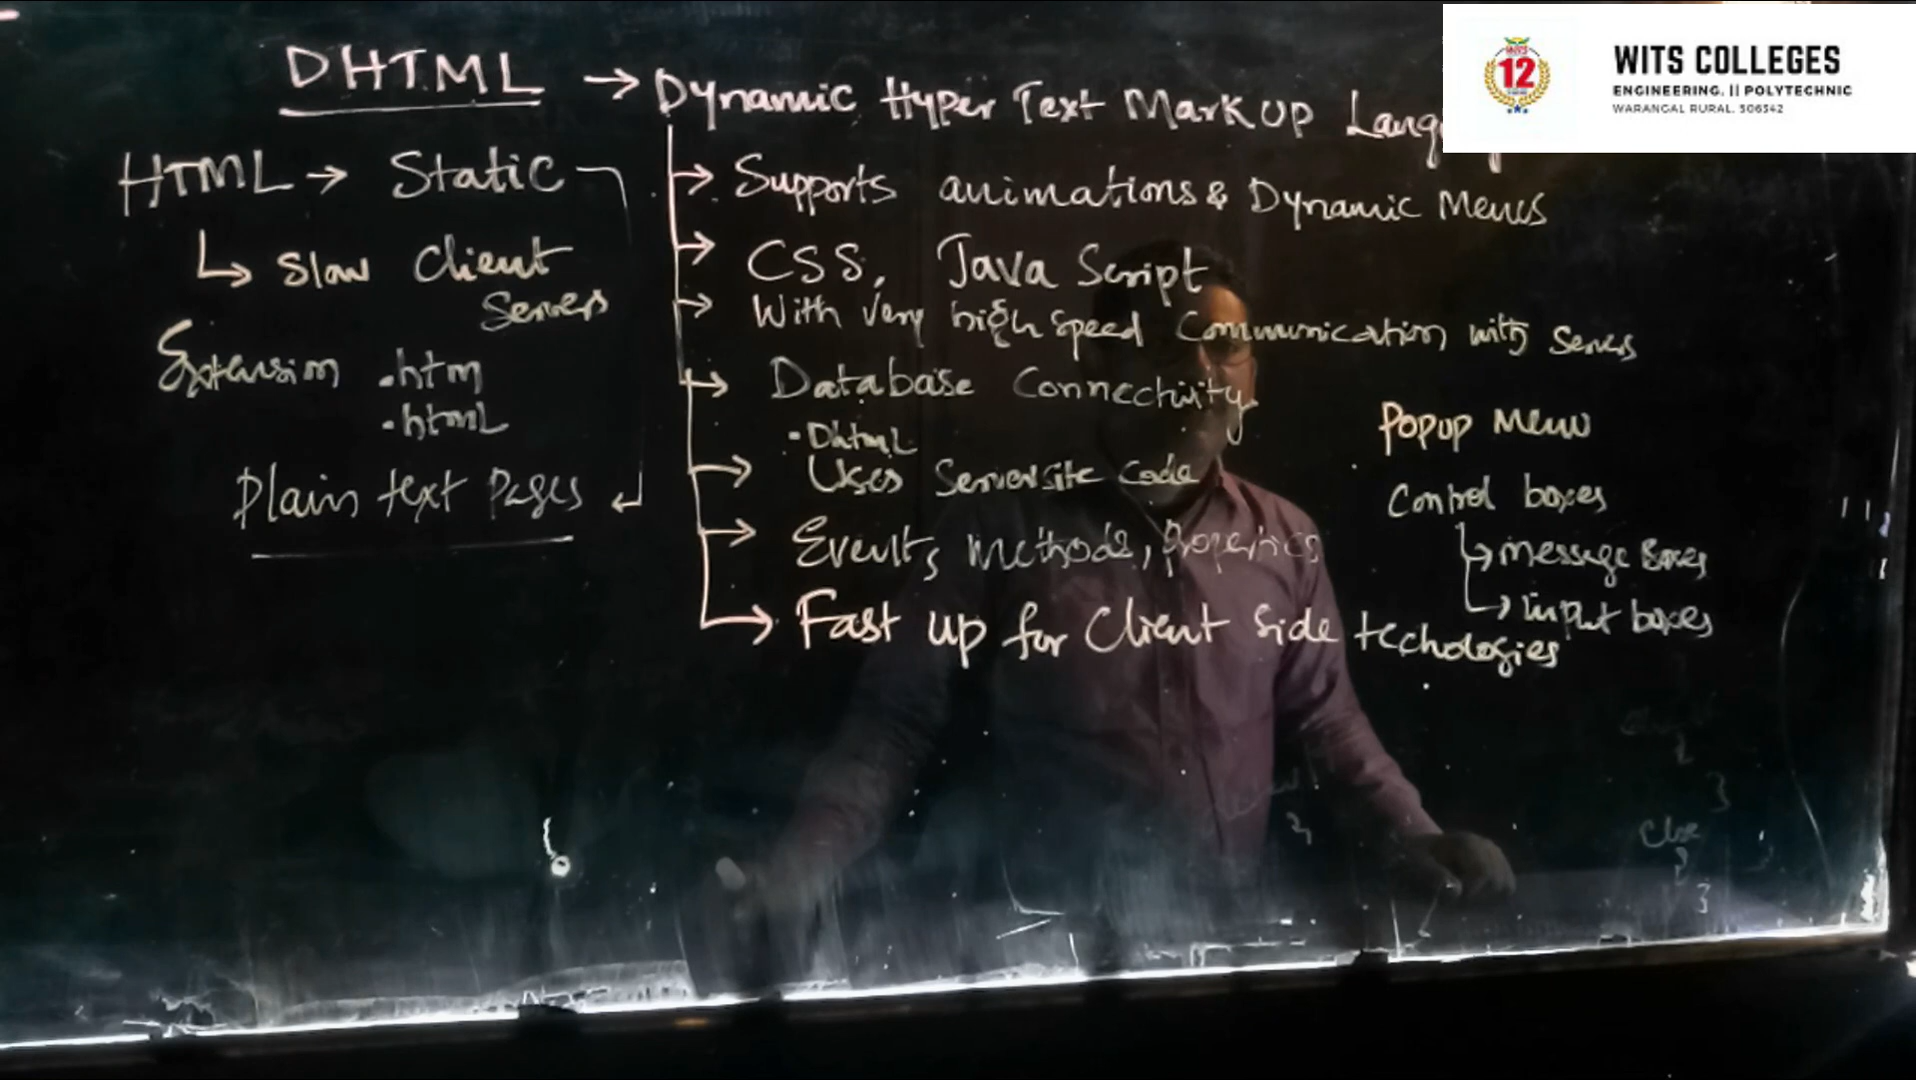 DHTML → Dynamic Hyper Text Markup Lang
HTML → Static
Slow Client
Servers
Extension .htm
.html
Plain text Pages
Supports animations & Dynamic Menus
CSS, Java Script
With very high speed Communication with Servers
Database Connectivity
.Dhtml
Uses Serversite Code
Events, Methods, Properties
Fast up for Client Side techologies
Popup Menu
Control boxes
message Boxes
input boxes
WITS
12
WITS COLLEGES
ENGINEERING. || POLYTECHNIC
WARANGAL RURAL. 506342